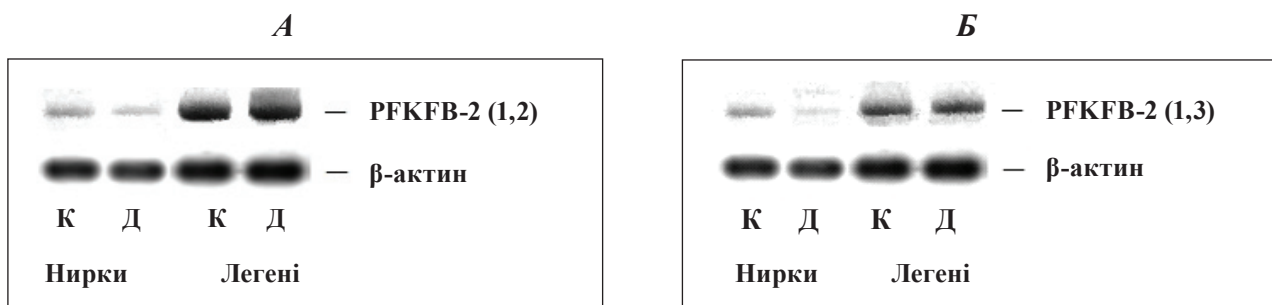 А
— PFKFB-2 (1,2)
— β-актин
К Д К Д
Нирки Легені
Б
— PFKFB-2 (1,3)
— β-актин
К Д К Д
Нирки Легені